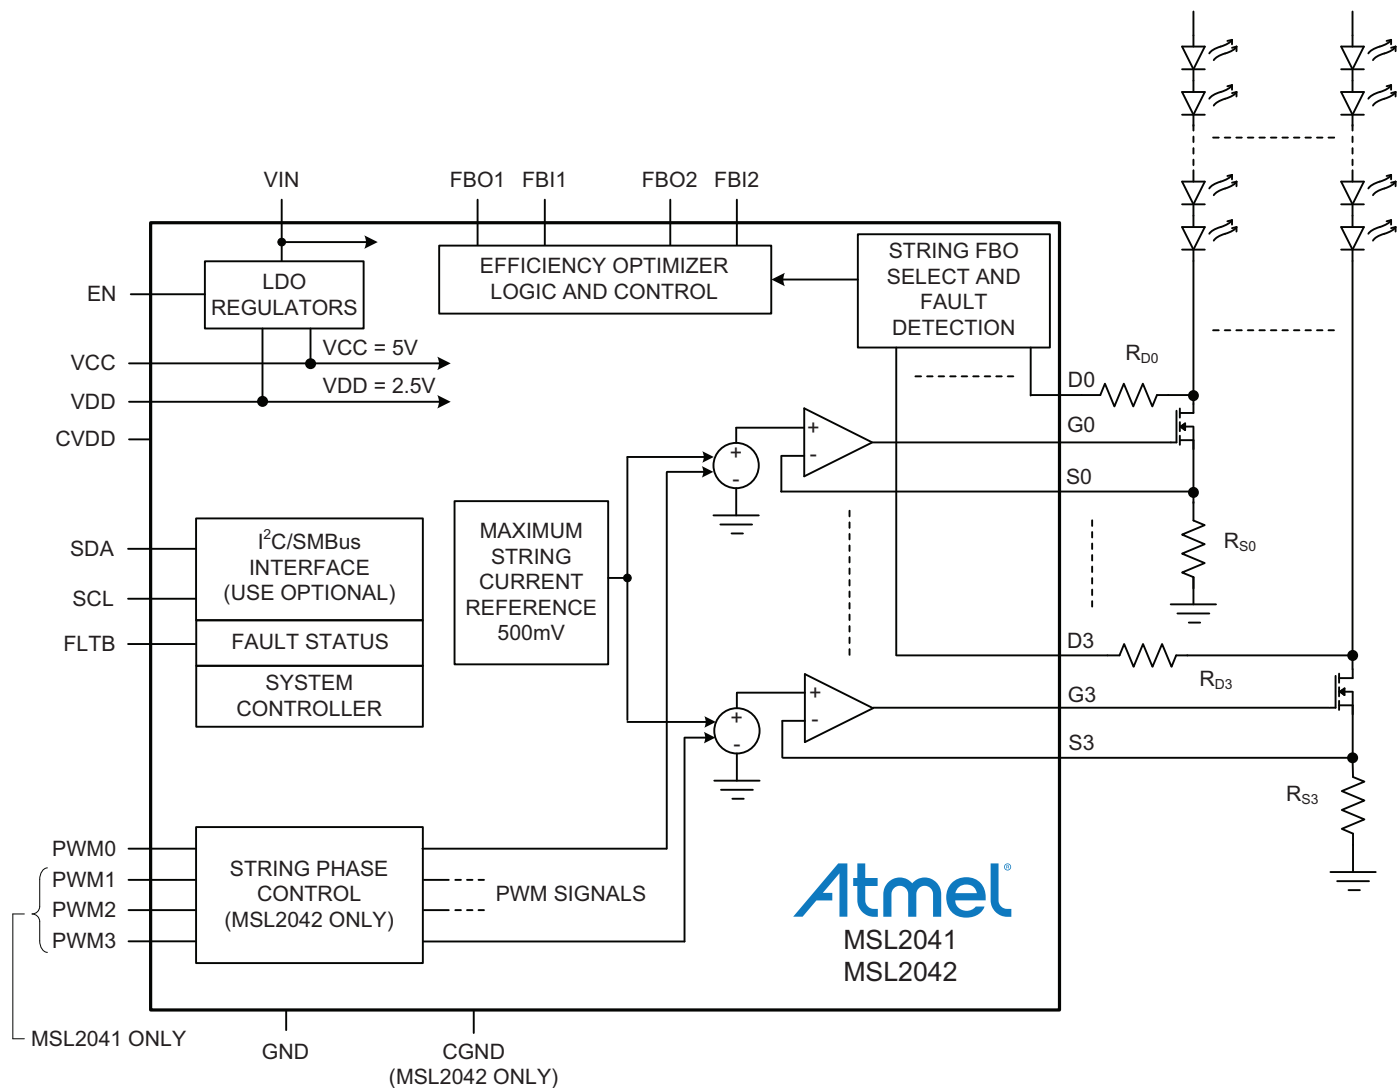 VIN
FBO1
FBI1
FBO2
FBI2
EN
VCC
VDD
CVDD
SDA
SCL
FLTB
PWM0
PWM1
PWM2
PWM3
MSL2041 ONLY
GND
CGND
(MSL2042 ONLY)
LDO
REGULATORS
VCC = 5V
VDD = 2.5V
EFFICIENCY OPTIMIZER
LOGIC AND CONTROL
STRING FBO
SELECT AND
FAULT
DETECTION
I²C/SMBus
INTERFACE
(USE OPTIONAL)
FAULT STATUS
SYSTEM
CONTROLLER
MAXIMUM
STRING
CURRENT
REFERENCE
500mV
+
-
+
-
+
-
+
-
STRING PHASE
CONTROL
(MSL2042 ONLY)
PWM SIGNALS
Atmel®
MSL2041
MSL2042
D0
G0
S0
D3
G3
S3
RD0
RS0
RD3
RS3